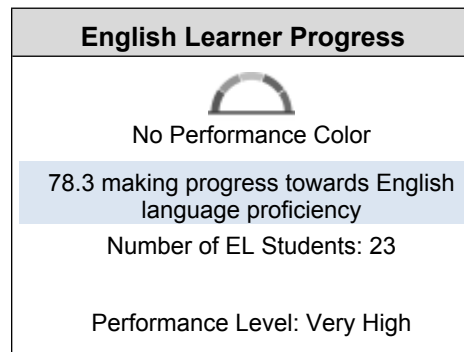 English Learner Progress
No Performance Color
78.3 making progress towards English
language proficiency
Number of EL Students: 23
Performance Level: Very High